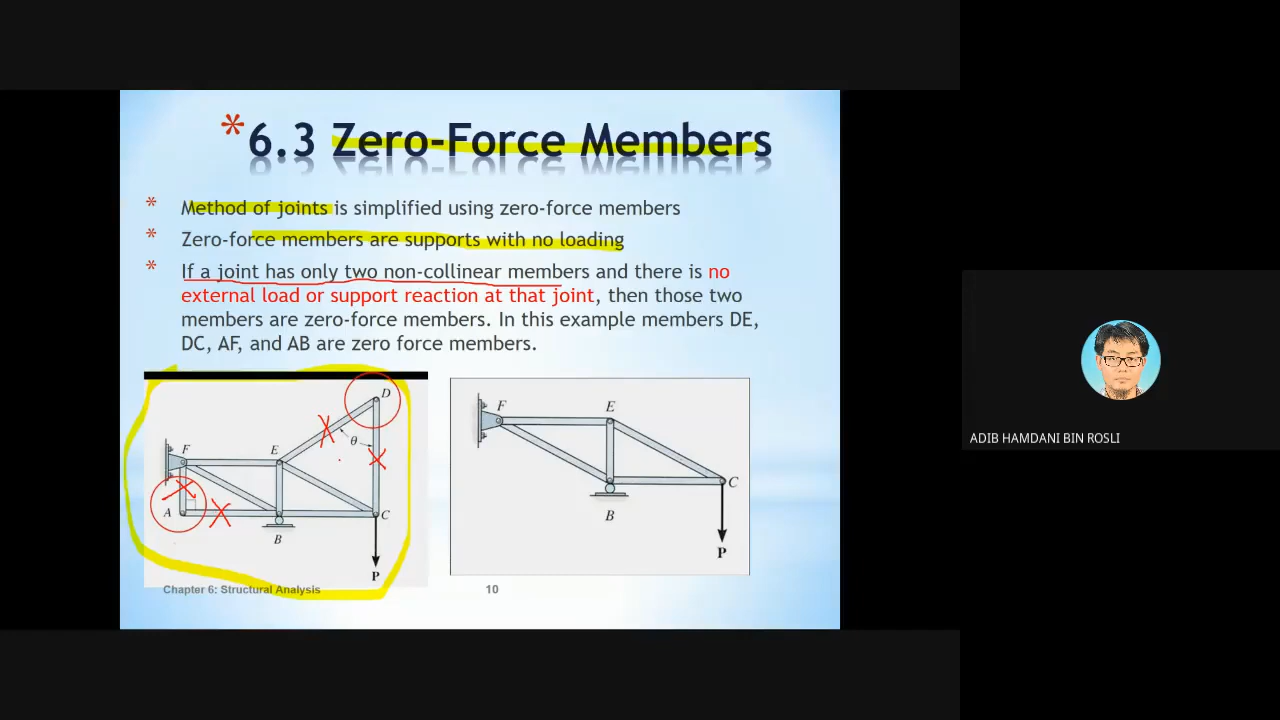 *6.3 Zero-Force Members
* Method of joints is simplified using zero-force members
* Zero-force members are supports with no loading
* If a joint has only two non-collinear members and there is no
external load or support reaction at that joint, then those two
members are zero-force members. In this example members DE,
DC, AF, and AB are zero force members.
D
θ
F
E
A
C
B
P
F
E
C
B
P
Chapter 6: Structural Analysis
10
ADIB HAMDANI BIN ROSLI